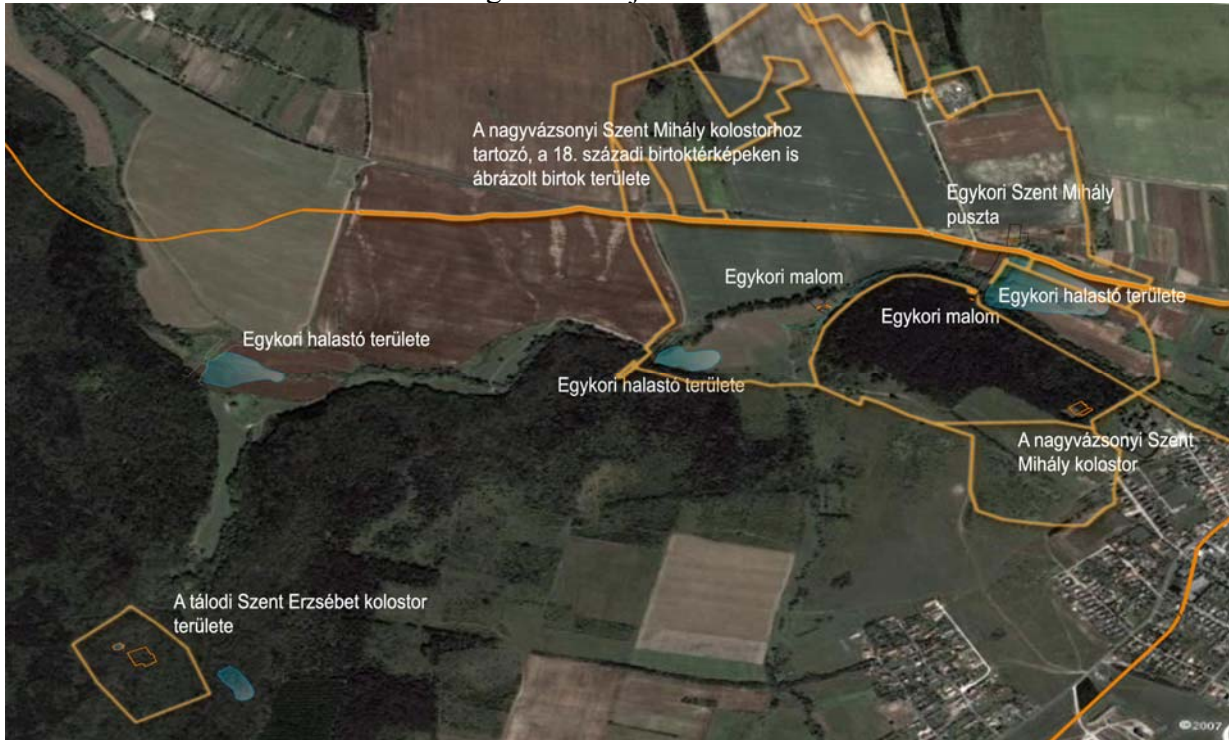 A nagyvázsonyi Szent Mihály kolostorhoz
tartozó, a 18. századi birtoktérképeken is
ábrázolt birtok területe
Egykori Szent Mihály
puszta
Egykori malom
Egykori halastó területe
Egykori malom
Egykori halastó területe
Egykori halastó területe
A nagyvázsonyi Szent
Mihály kolostor
A tálodi Szent Erzsébet kolostor
területe
©2007